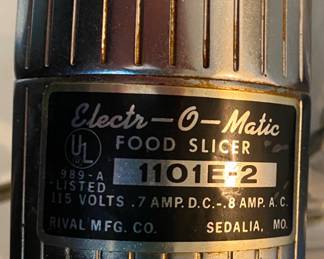 Electr-O-Matic
FOOD SLICER
UL
989-A
LISTED
1101E-2
115 VOLTS .7 AMP. D.C.-.8 AMP. A.C.
RIVAL MFG. CO. SEDALIA, MO.